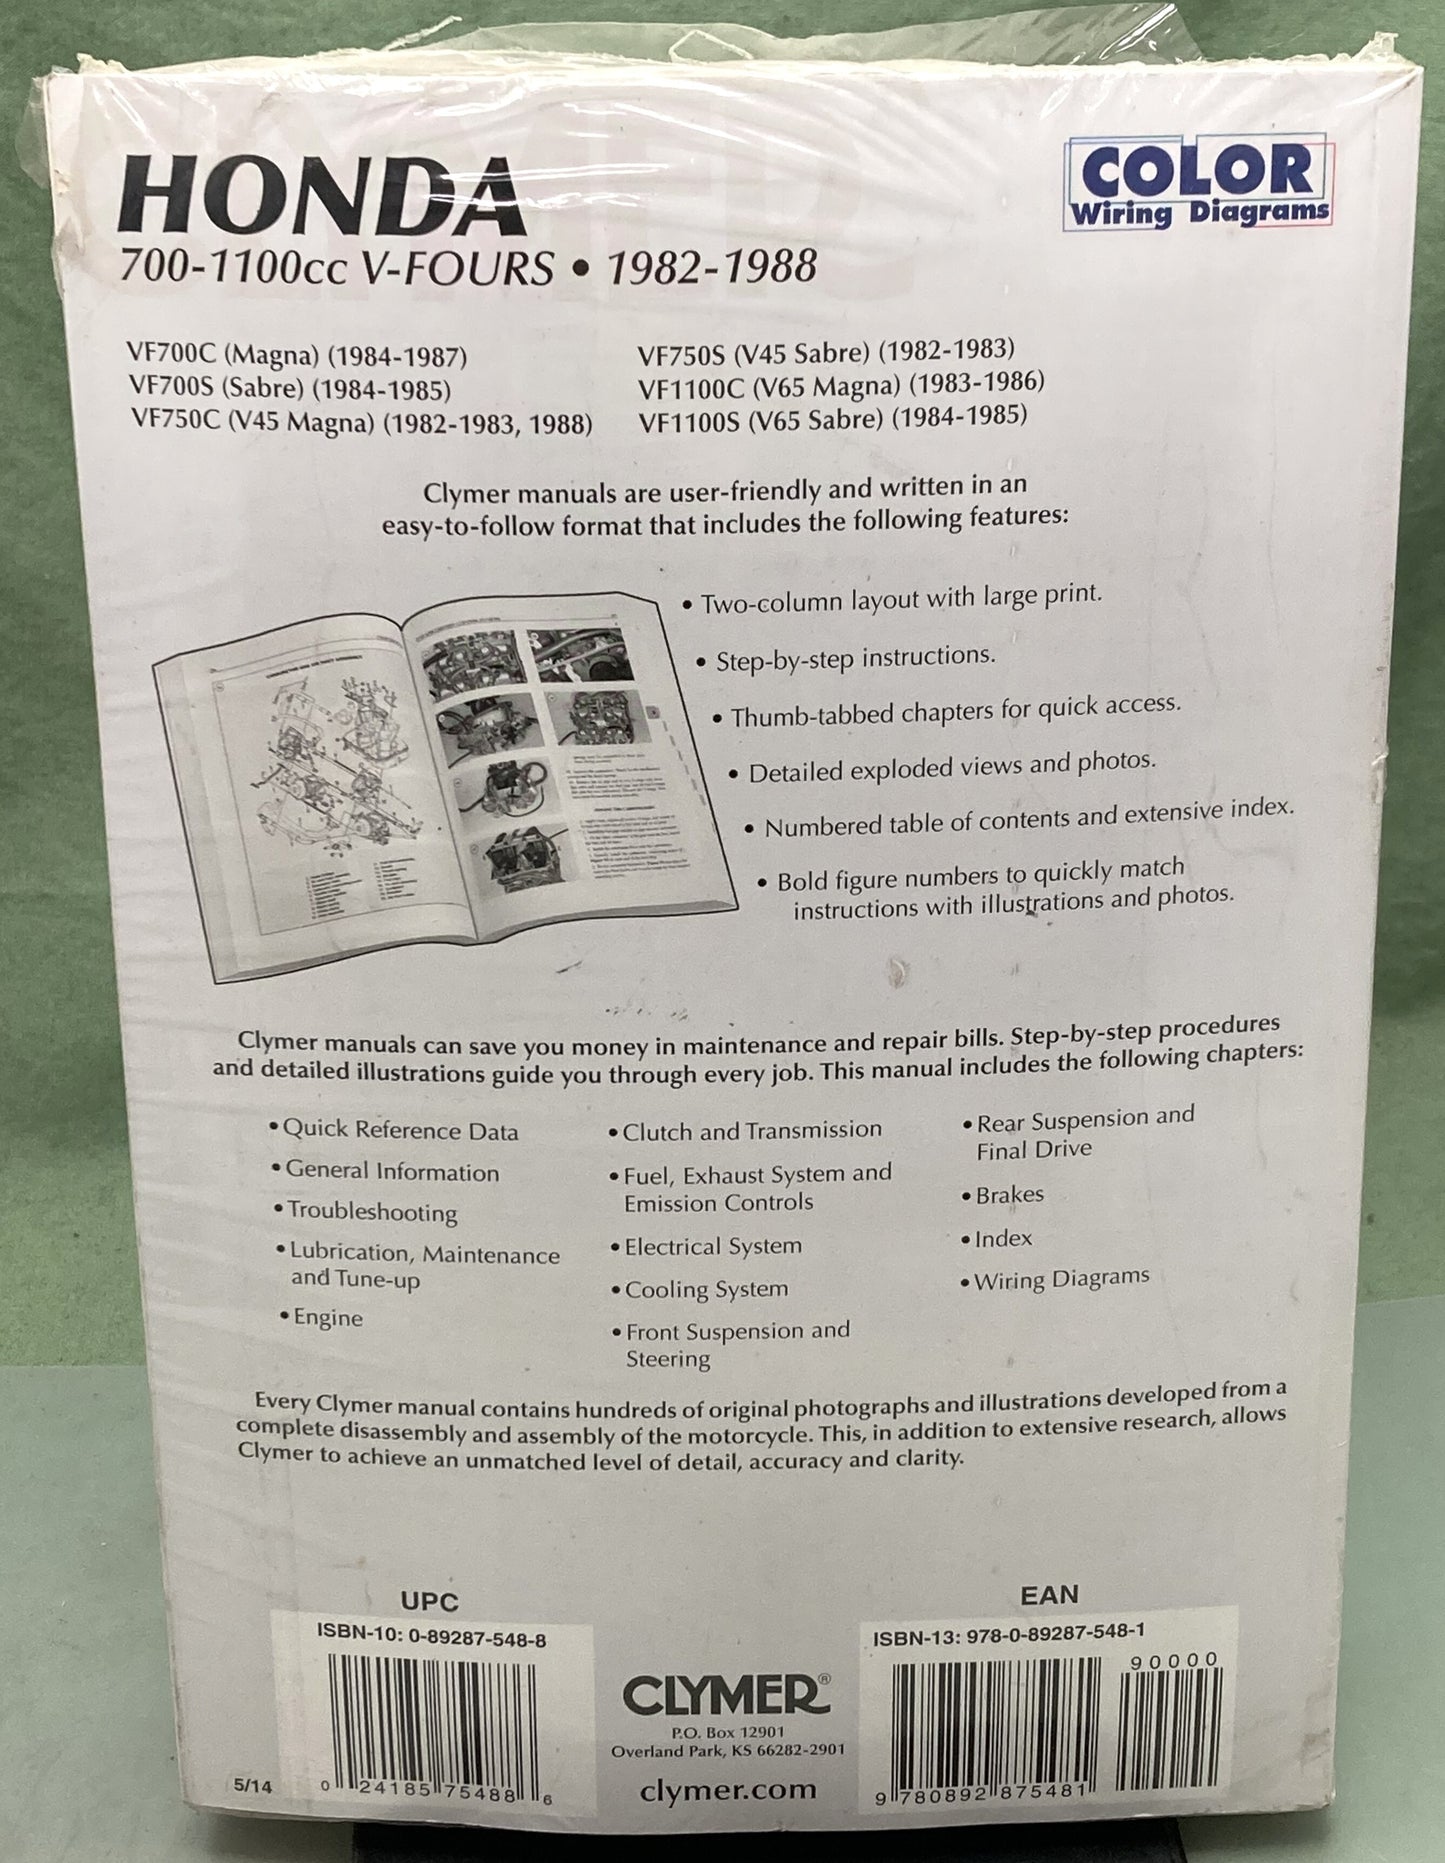 HONDA
COLOR
Wiring Diagrams
700-1100cc V-FOURS • 1982-1988
VF700C (Magna) (1984-1987)
VF700S (Sabre) (1984-1985)
VF750C (V45 Magna) (1982-1983, 1988)
VF750S (V45 Sabre) (1982-1983)
VF1100C (V65 Magna) (1983-1986)
VF1100S (V65 Sabre) (1984-1985)
Clymer manuals are user-friendly and written in an
easy-to-follow format that includes the following features:
• Two-column layout with large print.
• Step-by-step instructions.
• Thumb-tabbed chapters for quick access.
• Detailed exploded views and photos.
• Numbered table of contents and extensive index.
• Bold figure numbers to quickly match
instructions with illustrations and photos.
Clymer manuals can save you money in maintenance and repair bills. Step-by-step procedures
and detailed illustrations guide you through every job. This manual includes the following chapters:
• Quick Reference Data
• General Information
• Troubleshooting
• Lubrication, Maintenance
and Tune-up
• Engine
• Clutch and Transmission
• Fuel, Exhaust System and
Emission Controls
• Electrical System
• Cooling System
• Front Suspension and
Steering
• Rear Suspension and
Final Drive
• Brakes
• Index
• Wiring Diagrams
Every Clymer manual contains hundreds of original photographs and illustrations developed from a
complete disassembly and assembly of the motorcycle. This, in addition to extensive research, allows
Clymer to achieve an unmatched level of detail, accuracy and clarity.
UPC
ISBN-10: 0-89287-548-8
0 24185 75488 6
5/14
CLYMER®
P.O. Box 12901
Overland Park, KS 66282-2901
clymer.com
EAN
ISBN-13: 978-0-89287-548-1
90000
9 780892 875481